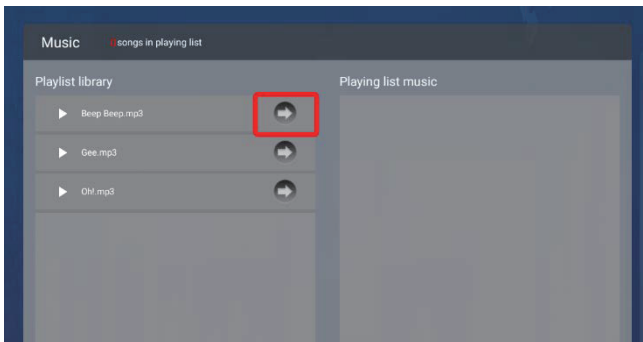 Music songs in playing list
Playlist library
Playing list music
Beep Beep.mp3
Gee.mp3
Oh!.mp3